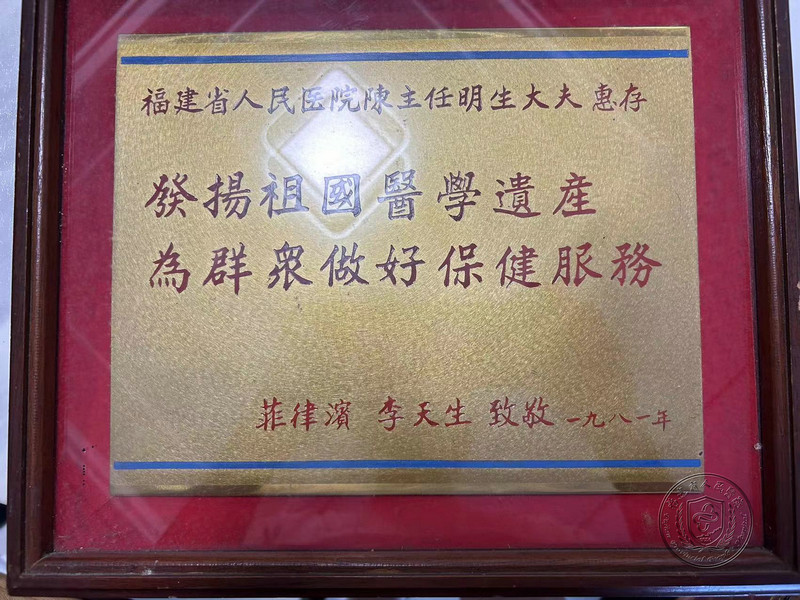 福建省人民医院陳主任明生大夫 惠存
發揚祖國醫學遺産
為群衆做好保健服務
菲律濱 李天生 致敬 一九八一年